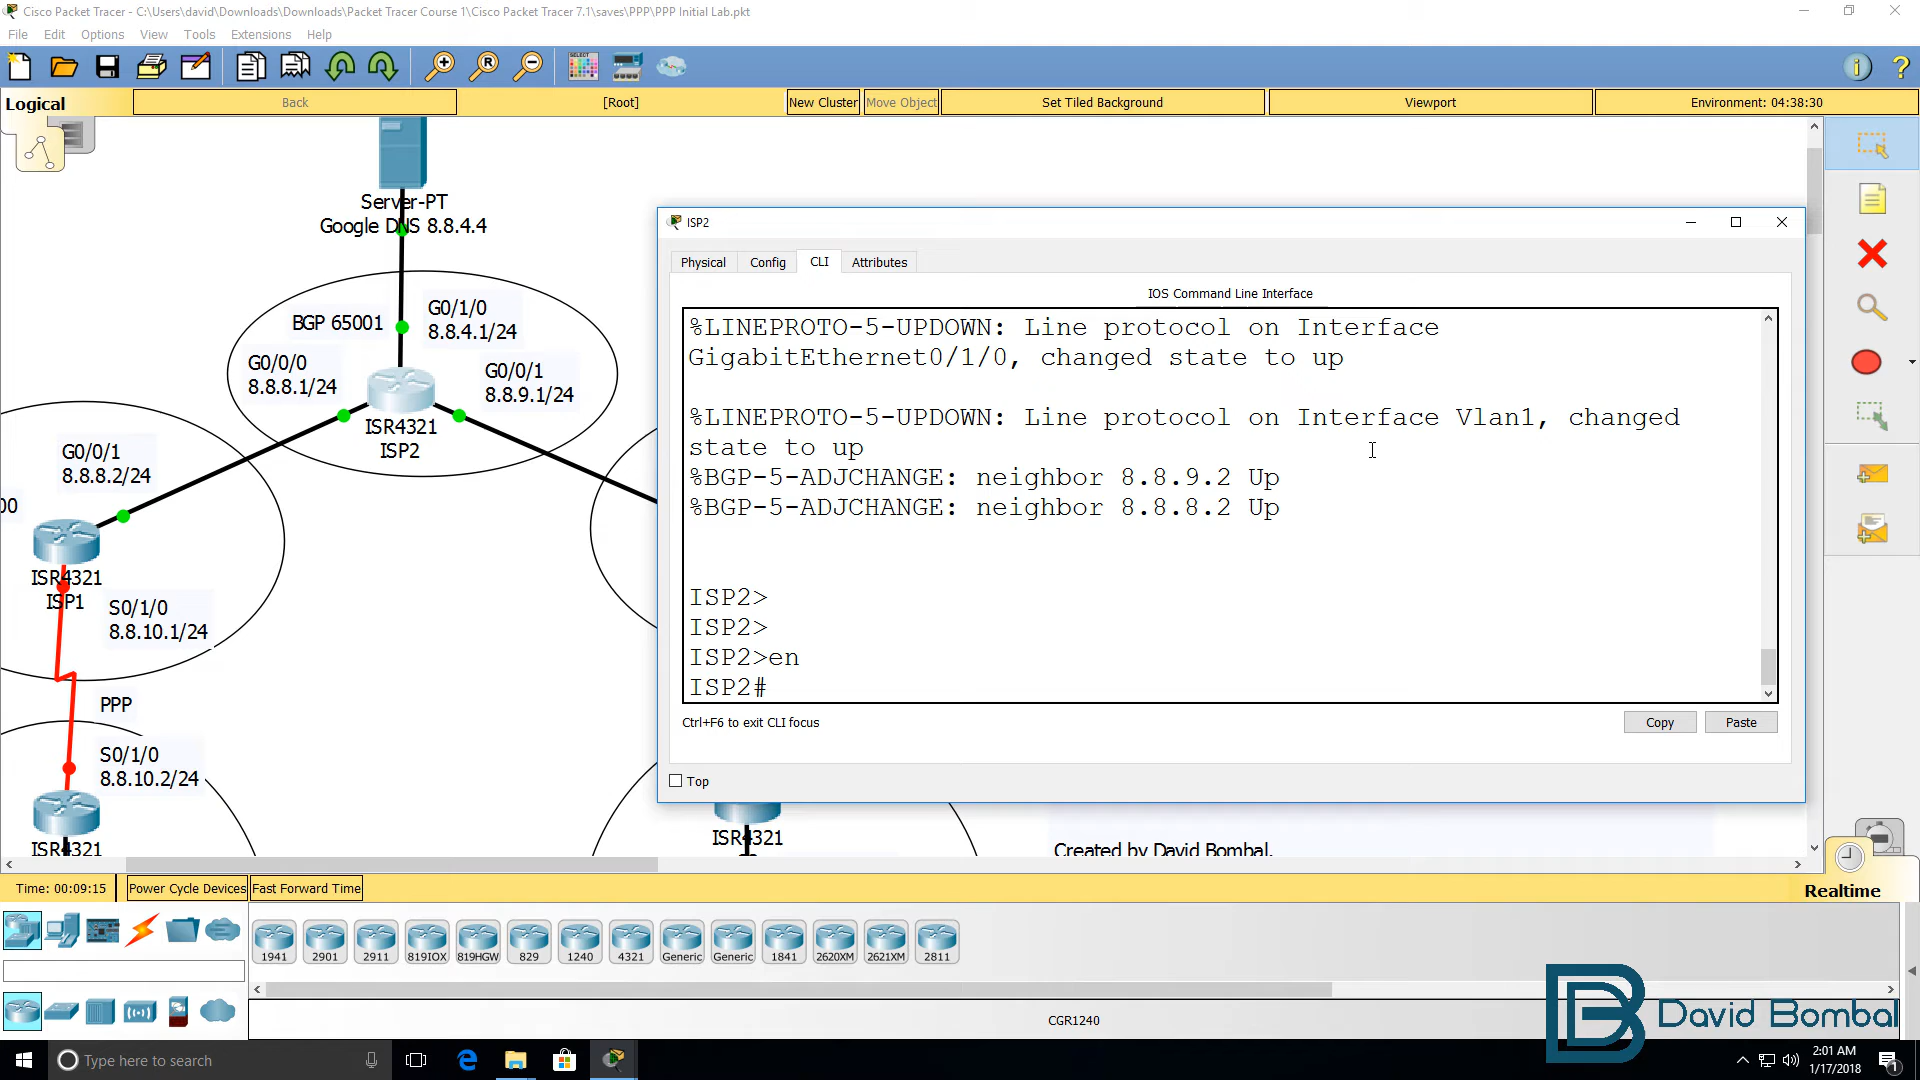 Cisco Packet Tracer - C:\Users\david\Downloads\Downloads\Packet Tracer Course 1\Cisco Packet Tracer 7.1\saves\PPP\PPP Initial Lab.pkt
File Edit Options View Tools Extensions Help
Logical Back [Root] New Cluster Move Object Set Tiled Background Viewport Environment: 04:38:30
Server-PT
Google DNS 8.8.4.4
BGP 65001
G0/1/0
8.8.4.1/24
G0/0/0
8.8.8.1/24
G0/0/1
8.8.9.1/24
ISR4321
ISP2
G0/0/1
8.8.8.2/24
00
ISR4321
ISP1
S0/1/0
8.8.10.1/24
PPP
S0/1/0
8.8.10.2/24
ISR4321
ISR4321
Created by David Bombal.
ISP2
Physical Config CLI Attributes
IOS Command Line Interface
%LINEPROTO-5-UPDOWN: Line protocol on Interface
GigabitEthernet0/1/0, changed state to up
%LINEPROTO-5-UPDOWN: Line protocol on Interface Vlan1, changed
state to up
%BGP-5-ADJCHANGE: neighbor 8.8.9.2 Up
%BGP-5-ADJCHANGE: neighbor 8.8.8.2 Up
ISP2>
ISP2>
ISP2>en
ISP2#
Ctrl+F6 to exit CLI focus
Copy Paste
Top
Time: 00:09:15 Power Cycle Devices Fast Forward Time
Realtime
1941 2901 2911 819IOX 819HGW 829 1240 4321 Generic Generic 1841 2620XM 2621XM 2811
CGR1240
David Bombal
Type here to search
2:01 AM
1/17/2018